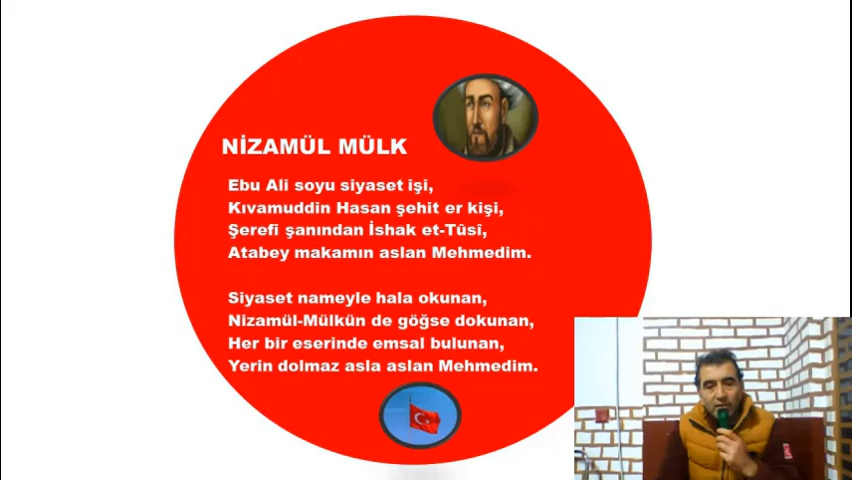 NİZAMÜL MÜLK
Ebu Ali soyu siyaset işi,
Kıvamuddin Hasan şehit er kişi,
Şerefi şanından İshak et-Tûsî,
Atabey makamın aslan Mehmedim.
Siyaset nameyle hala okunan,
Nizamül-Mülkün de göğse dokunan,
Her bir eserinde emsal bulunan,
Yerin dolmaz asla aslan Mehmedim.